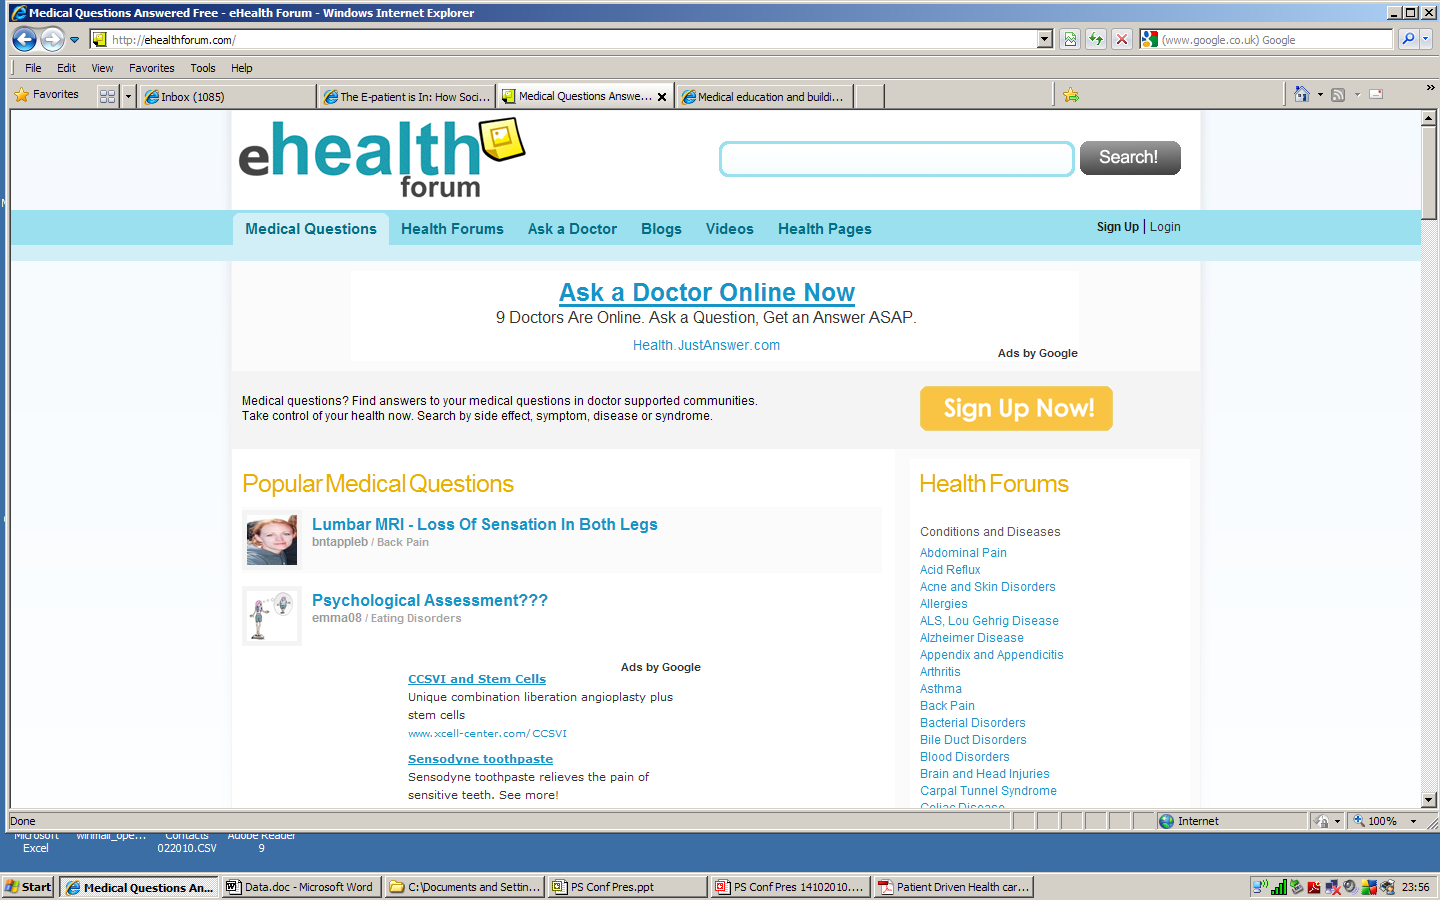 Medical Questions Answered Free - eHealth Forum - Windows Internet Explorer
http://ehealthforum.com/
(www.google.co.uk) Google
File Edit View Favorites Tools Help
Favorites
Inbox (1085)
The E-patient is In: How Soci...
Medical Questions Answe...
Medical education and buildi...
ehealth
forum
Search!
Medical Questions Health Forums Ask a Doctor Blogs Videos Health Pages
Sign Up | Login
Ask a Doctor Online Now
9 Doctors Are Online. Ask a Question, Get an Answer ASAP.
Health.JustAnswer.com
Ads by Google
Medical questions? Find answers to your medical questions in doctor supported communities.
Take control of your health now. Search by side effect, symptom, disease or syndrome.
Sign Up Now!
Popular Medical Questions
Lumbar MRI - Loss Of Sensation In Both Legs
bntappleb / Back Pain
Psychological Assessment???
emma08 / Eating Disorders
Ads by Google
CCSVI and Stem Cells
Unique combination liberation angioplasty plus
stem cells
www.xcell-center.com/CCSVI
Sensodyne toothpaste
Sensodyne toothpaste relieves the pain of
sensitive teeth. See more!
Health Forums
Conditions and Diseases
Abdominal Pain
Acid Reflux
Acne and Skin Disorders
Allergies
ALS, Lou Gehrig Disease
Alzheimer Disease
Appendix and Appendicitis
Arthritis
Asthma
Back Pain
Bacterial Disorders
Bile Duct Disorders
Blood Disorders
Brain and Head Injuries
Carpal Tunnel Syndrome
Celiac Disease
Done
Internet
100%
Microsoft
Excel
winmail_ope...
Contacts
022010.CSV
Adobe Reader
9
Start
Medical Questions An...
Data.doc - Microsoft Word
C:\Documents and Settin...
PS Conf Pres.ppt
PS Conf Pres 14102010....
Patient Driven Health car...
23:56